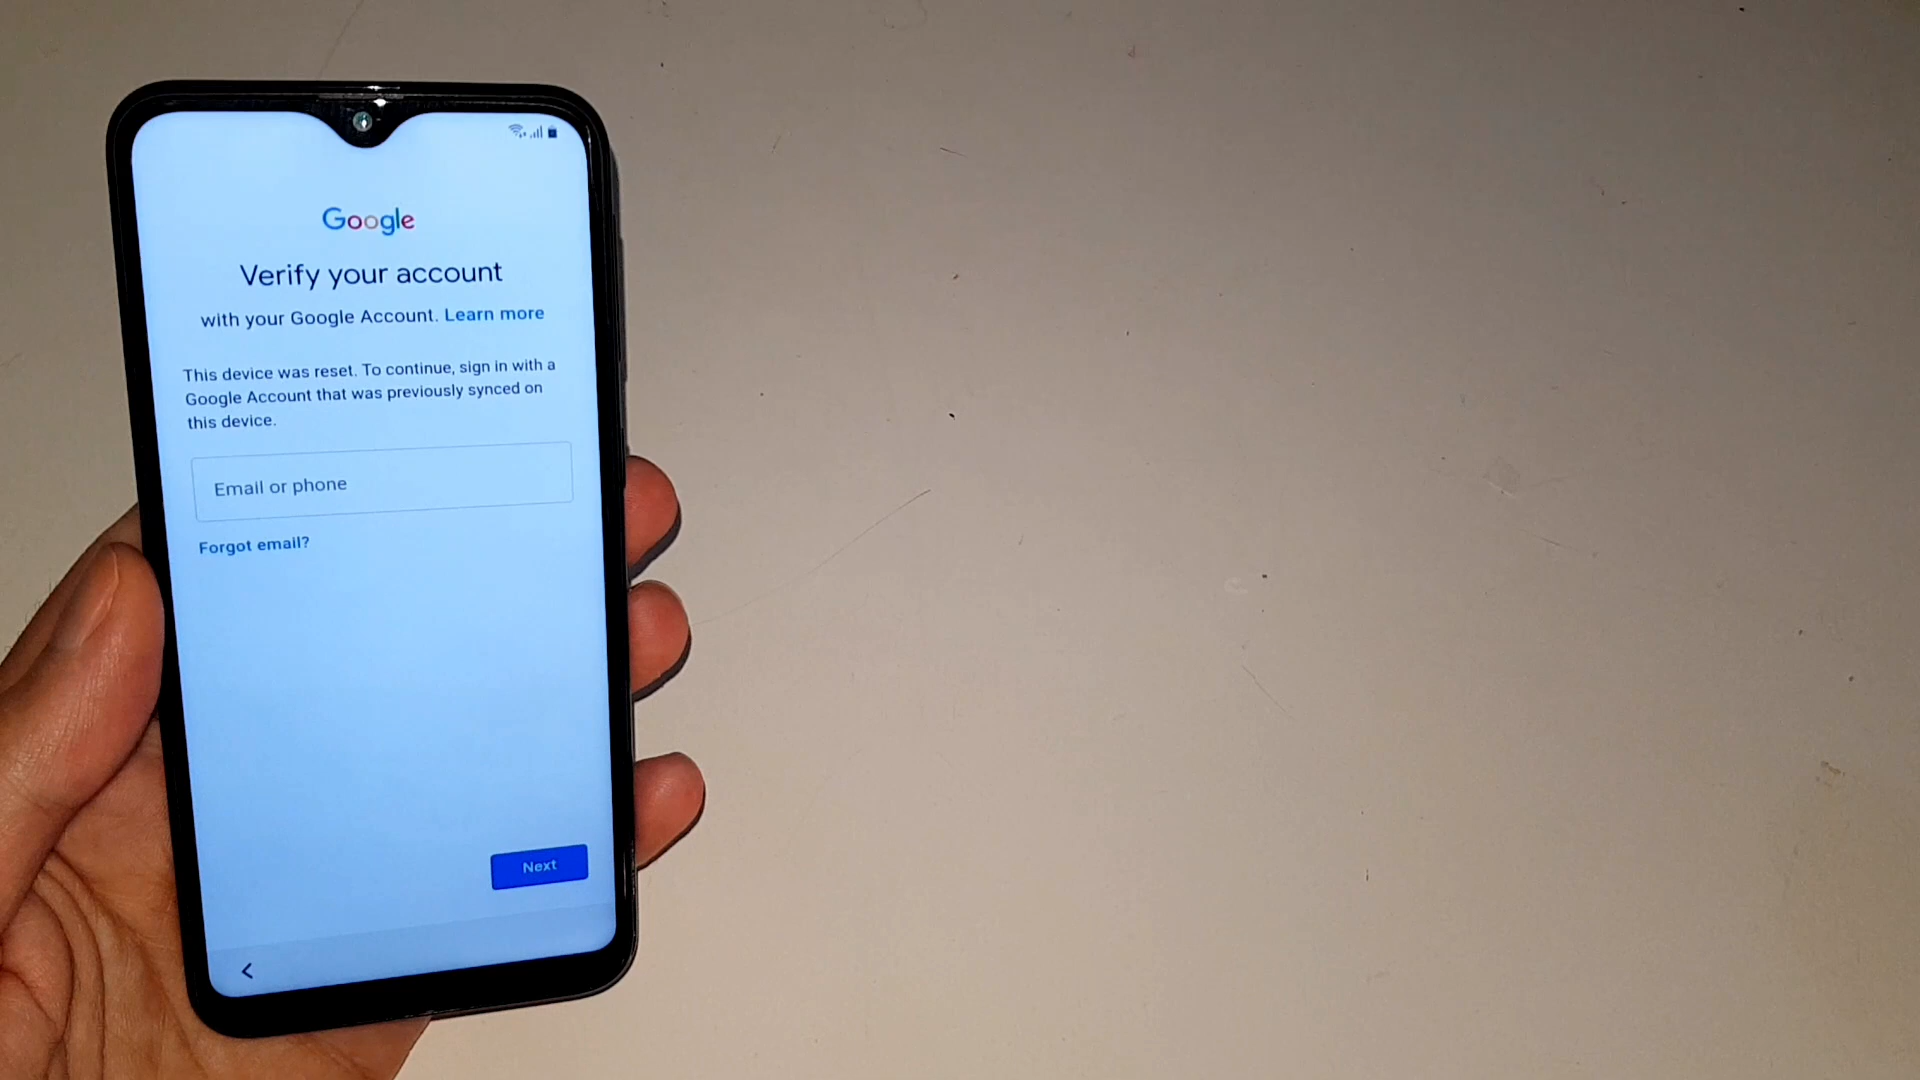 Google
Verify your account
with your Google Account. Learn more
This device was reset. To continue, sign in with a
Google Account that was previously synced on
this device.
Email or phone
Forgot email?
Next